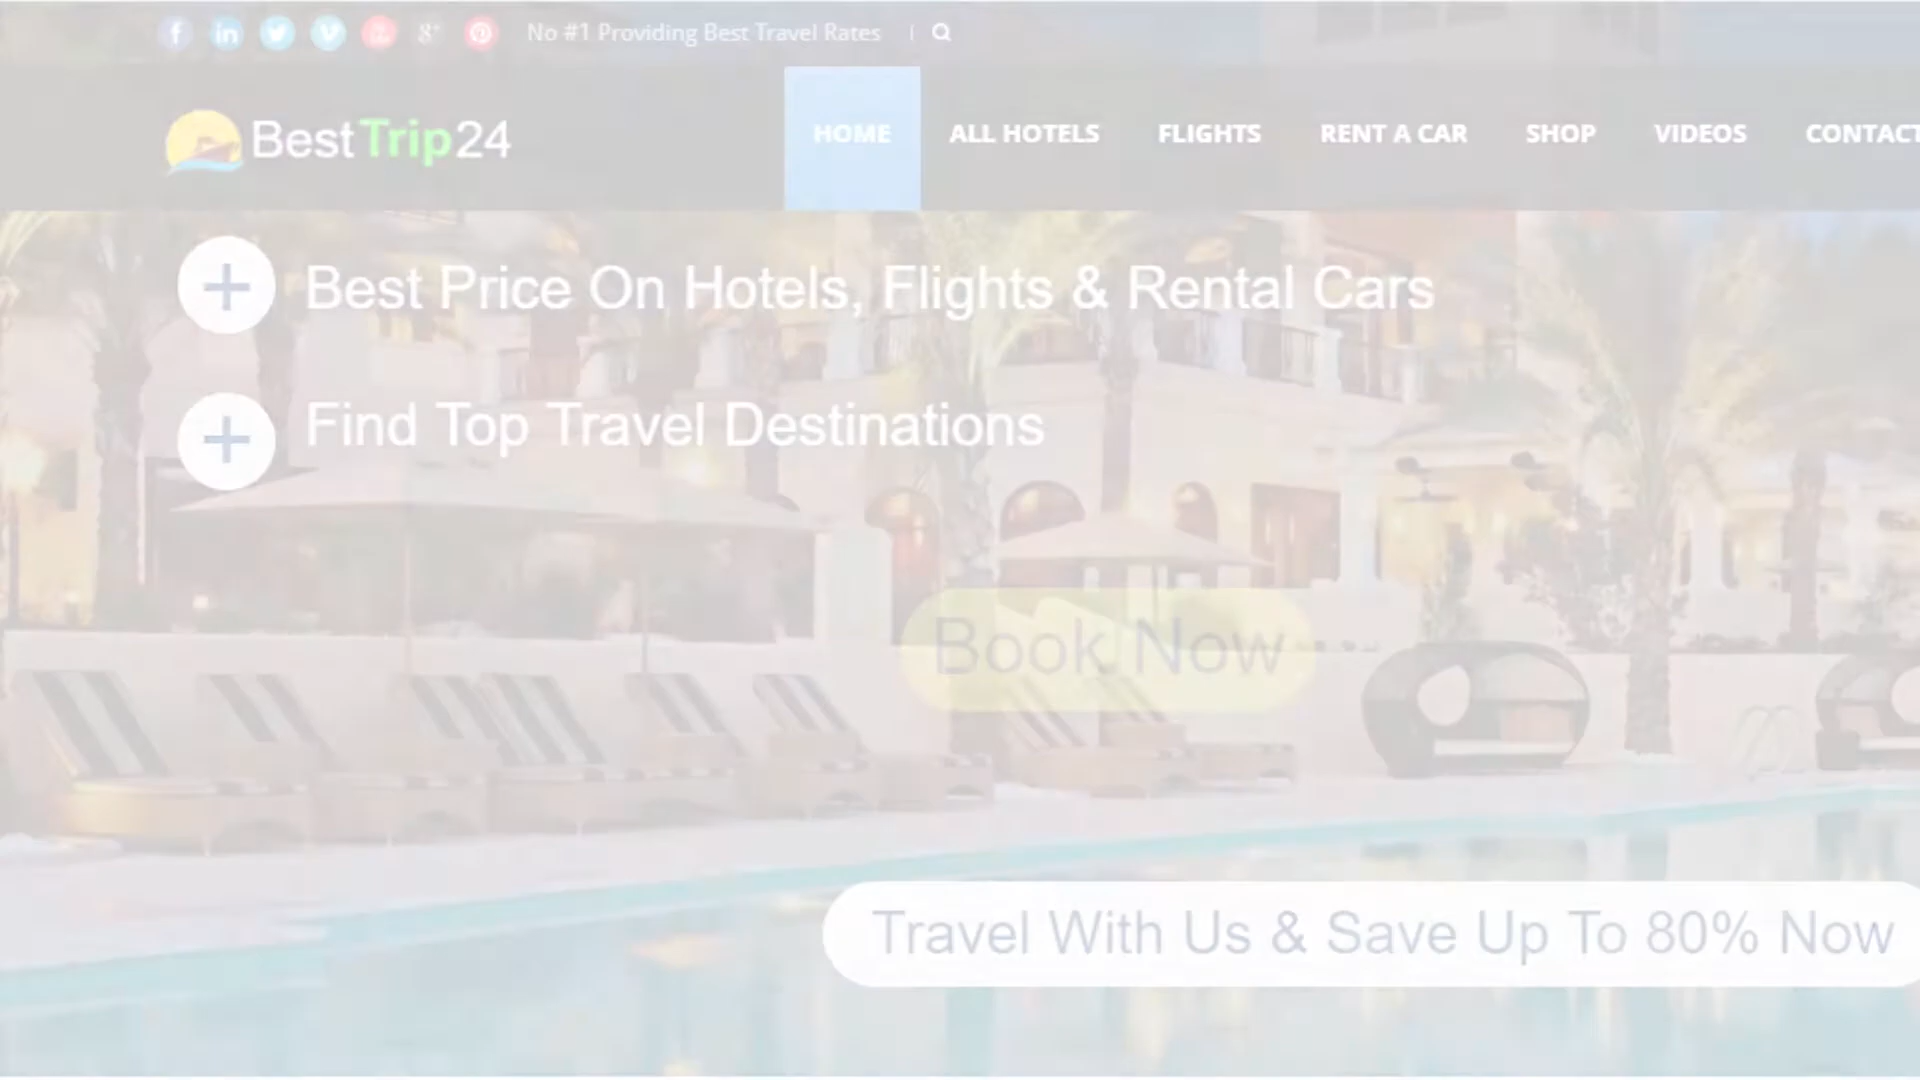 No #1 Providing Best Travel Rates
BestTrip24
HOME ALL HOTELS FLIGHTS RENT A CAR SHOP VIDEOS CONTACT
Best Price On Hotels, Flights & Rental Cars
Find Top Travel Destinations
Book Now
Travel With Us & Save Up To 80% Now